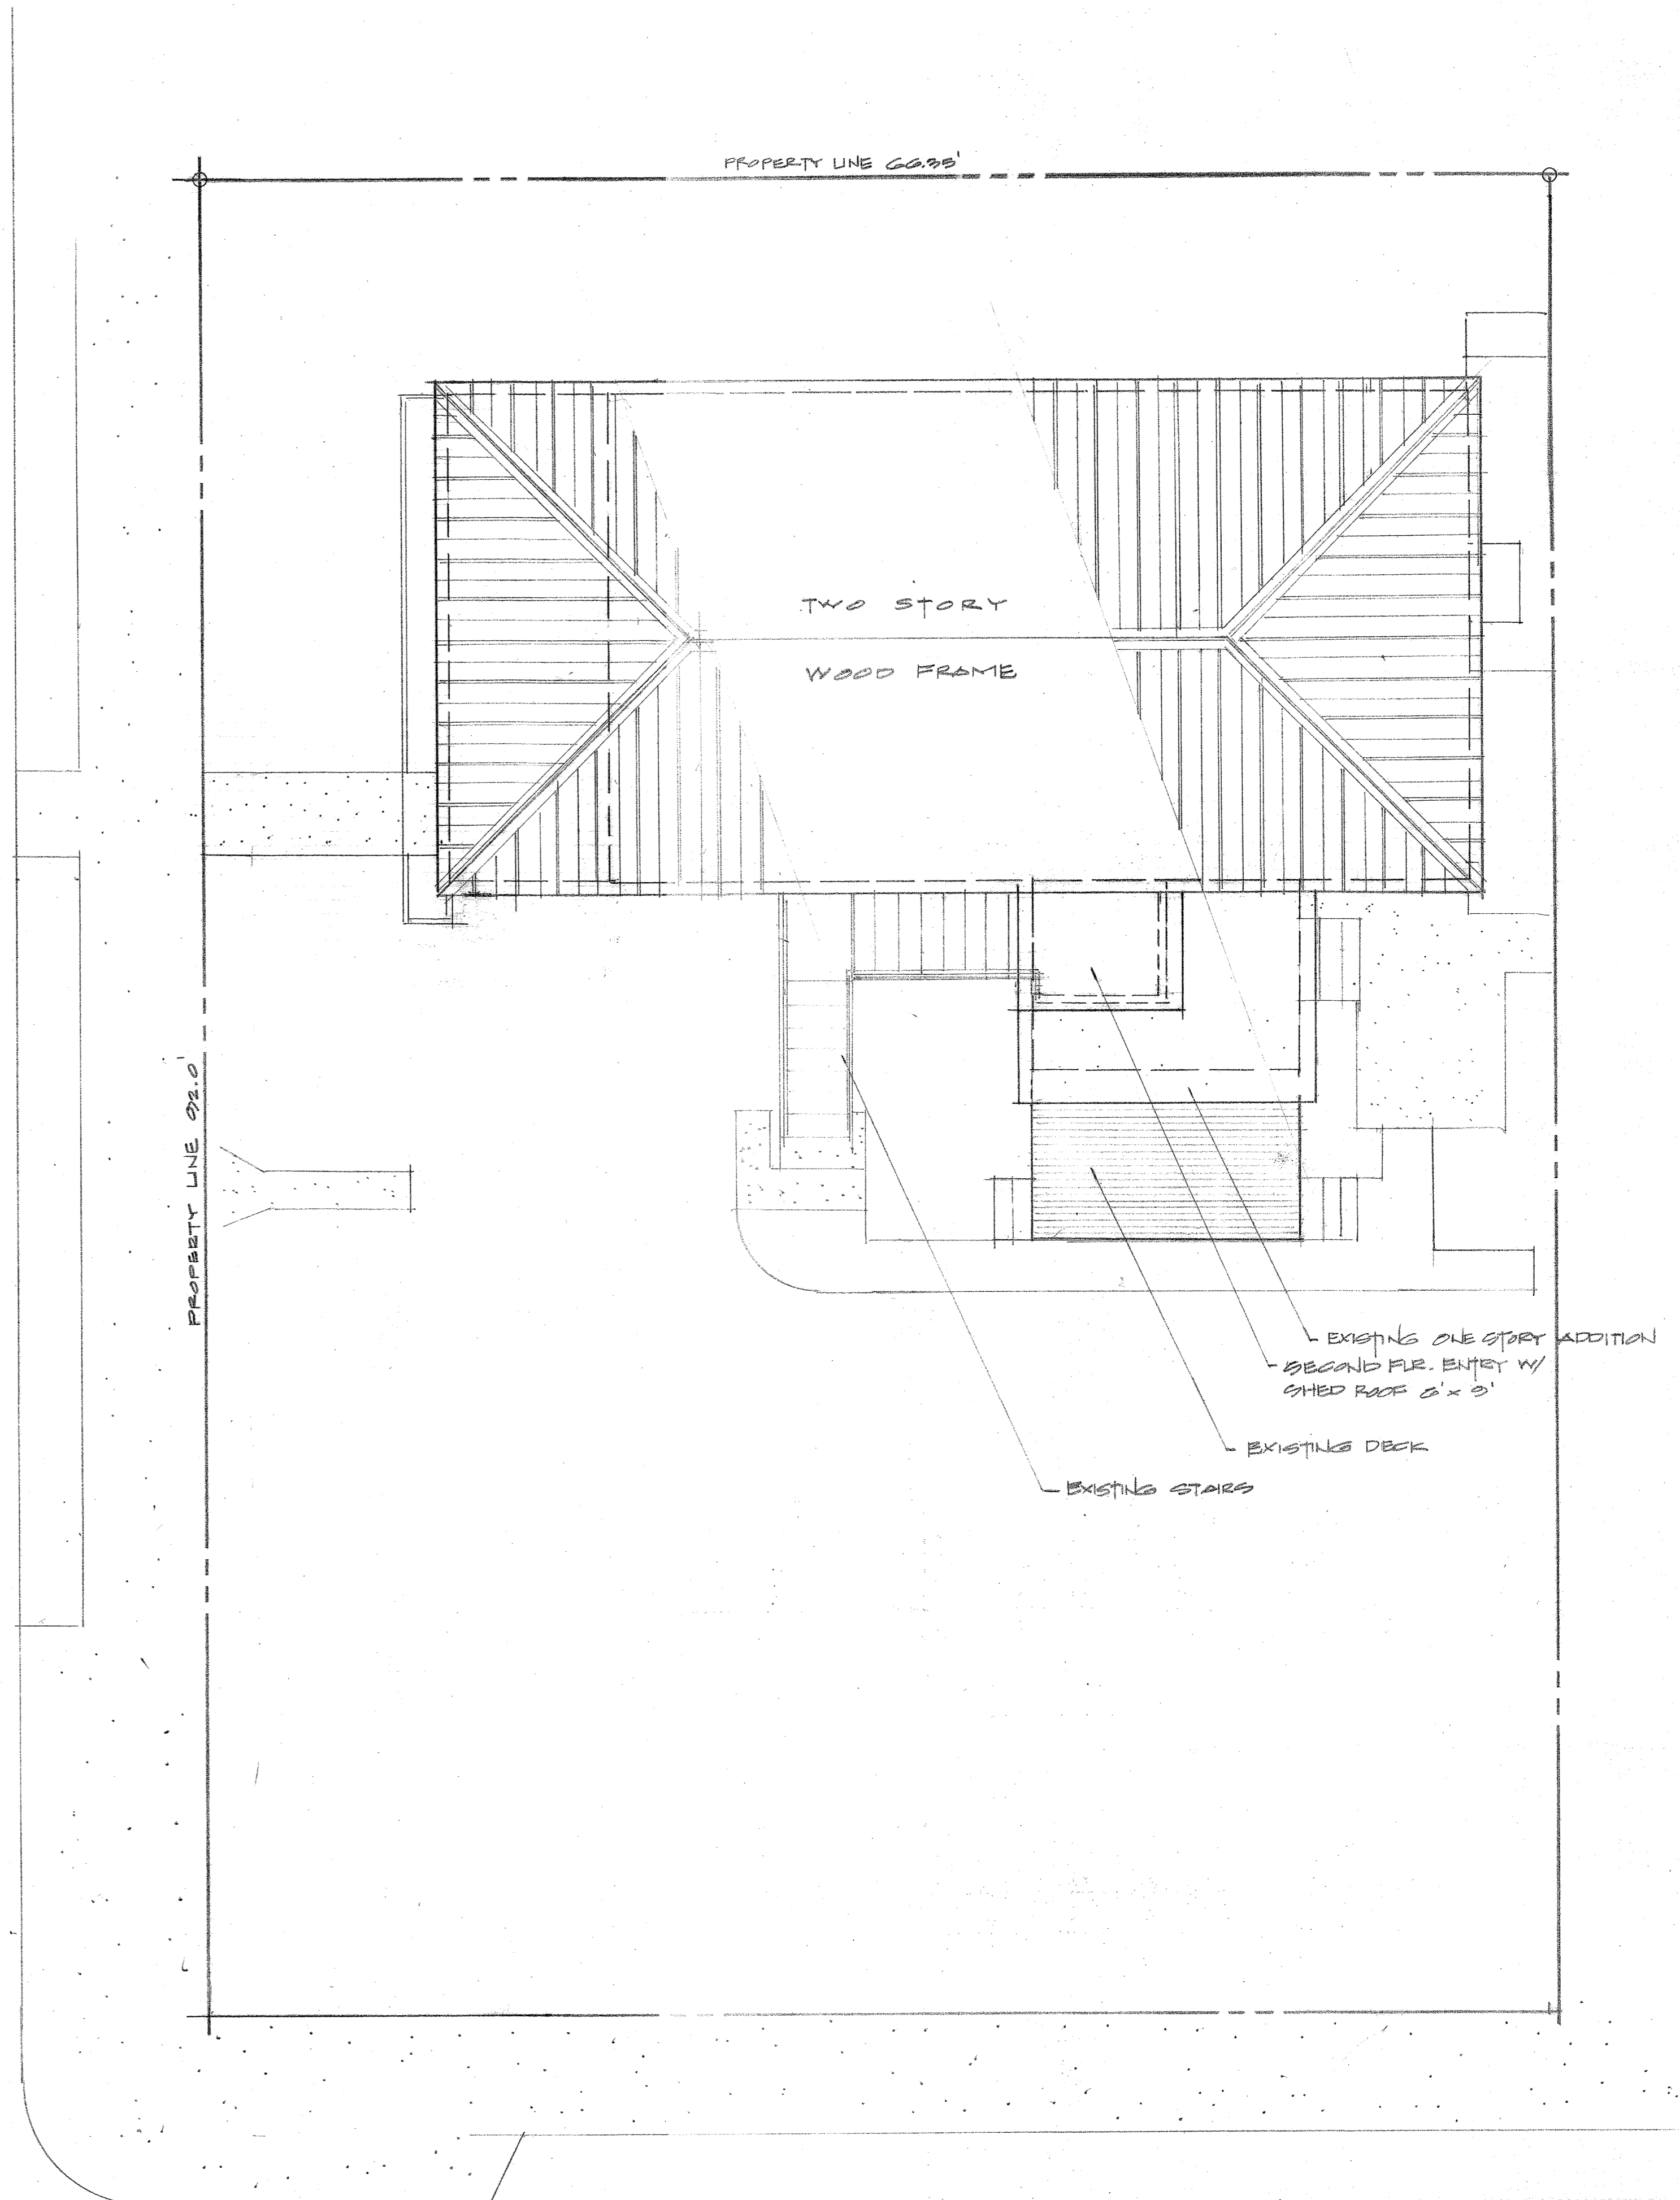 PROPERTY LINE 66.35'
TWO STORY
WOOD FRAME
PROPERTY LINE 92.0'
EXISTING ONE STORY ADDITION
SECOND FLR. ENTRY W/
SHED ROOF x 9'
EXISTING DECK
EXISTING STAIRS